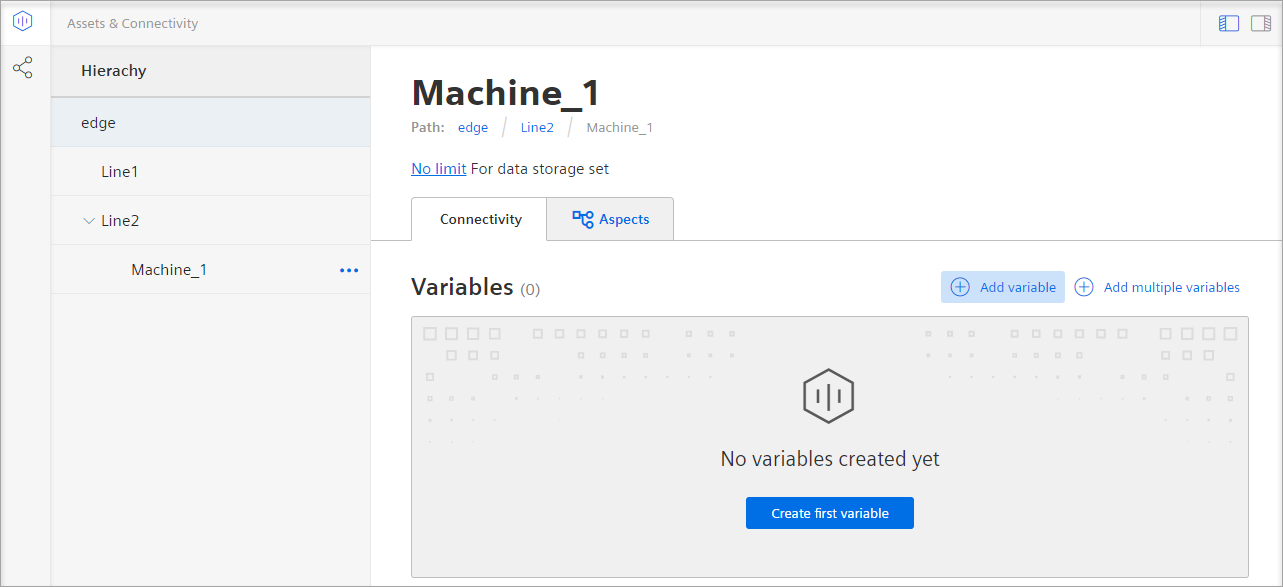 Assets & Connectivity
Hierachy
edge
Line1
Line2
Machine_1
Machine_1
Path: edge / Line2 / Machine_1
No limit For data storage set
Connectivity Aspects
Variables (0) Add variable Add multiple variables
No variables created yet
Create first variable